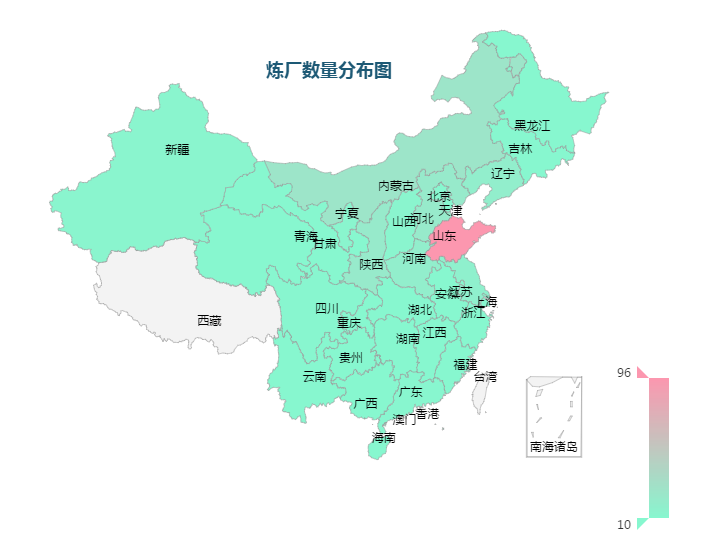 炼厂数量分布图
黑龙江
吉林
新疆
辽宁
内蒙古
北京
天津
宁夏
山西
河北
山东
青海
甘肃
河南
陕西
安徽
江苏
上海
四川
湖北
浙江
西藏
重庆
江西
湖南
贵州
福建
台湾
云南
广东
广西
香港
澳门
海南
南海诸岛
96
10